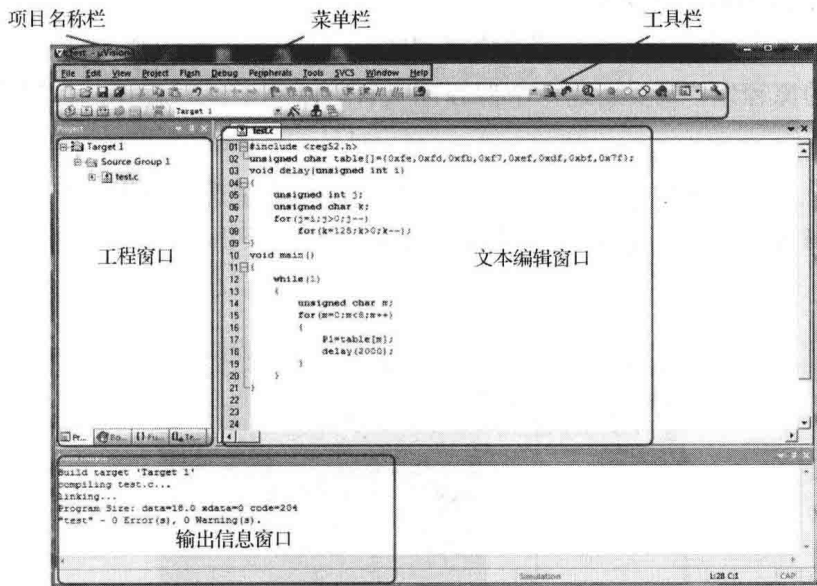 项目名称栏 菜单栏 工具栏
test - µVision
File Edit View Project Flash Debug Peripherals Tools SVCS Window Help
Target 1
Project
test.c
Target 1
Source Group 1
test.c
工程窗口
01 #include <reg52.h>
02 unsigned char table[]={0xfe,0xfd,0xfb,0xf7,0xef,0xdf,0xbf,0x7f};
03 void delay(unsigned int i)
04 {
05 unsigned int j;
06 unsigned char k;
07 for(j=i;j>0;j--)
08 for(k=125;k>0;k--);
09 }
10 void main()
11 {
12 while(1)
13 {
14 unsigned char m;
15 for(m=0;m<8;m++)
16 {
17 P1=table[m];
18 delay(2000);
19 }
20 }
21 }
22
23
24
文本编辑窗口
Pr... Bo... {} Fu... Te...
Build target 'Target 1'
compiling test.c...
linking...
Program Size: data=18.0 xdata=0 code=204
"test" - 0 Error(s), 0 Warning(s).
输出信息窗口
Simulation L:28 C:1 CAP